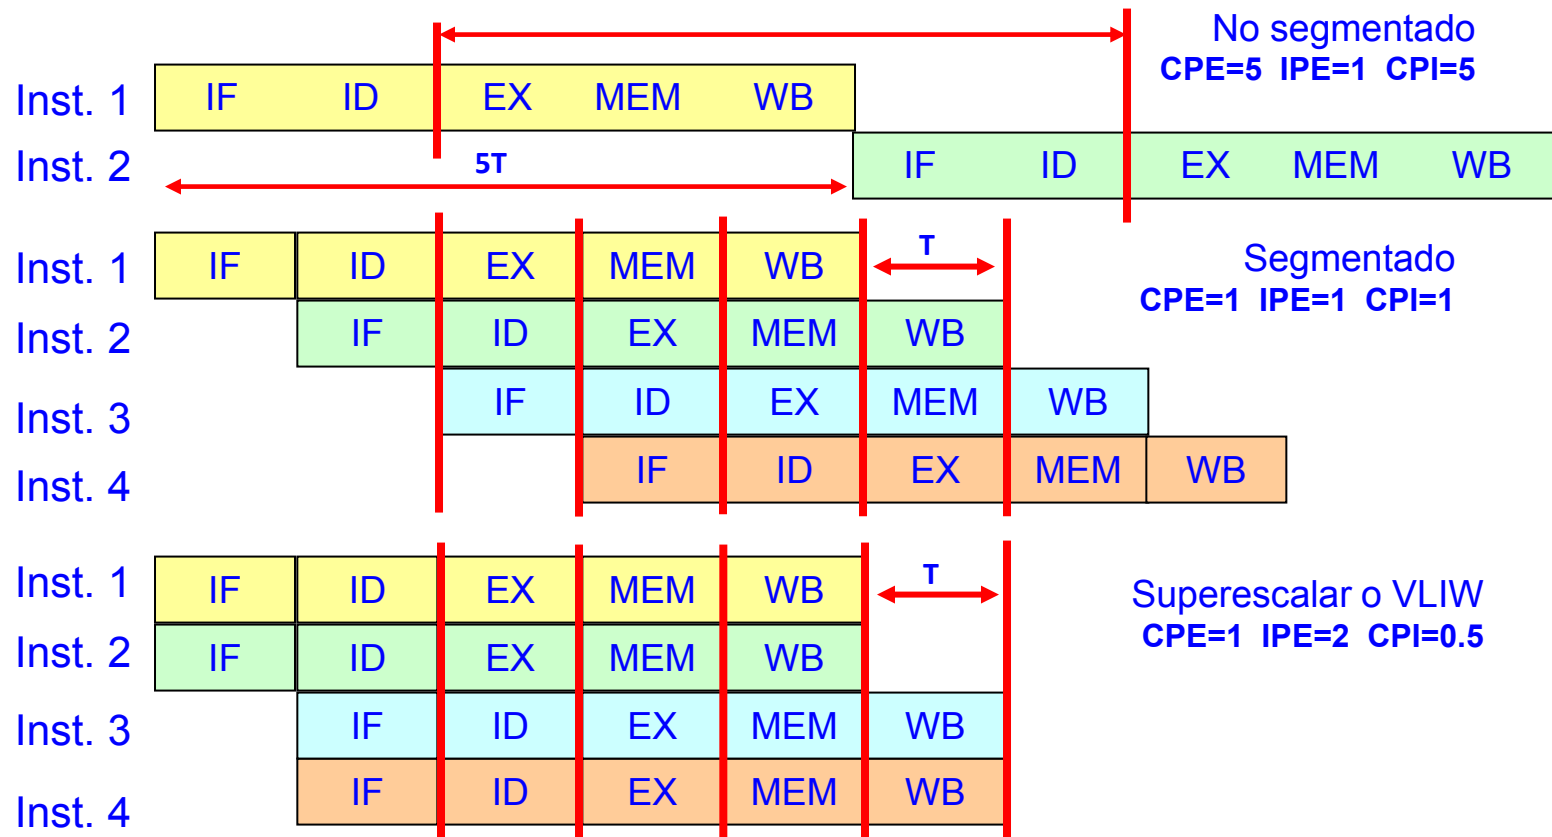 No segmentado
CPE=5 IPE=1 CPI=5
Inst. 1 IF ID EX MEM WB
Inst. 2 IF ID EX MEM WB
5T
Segmentado
CPE=1 IPE=1 CPI=1
Inst. 1 IF ID EX MEM WB T
Inst. 2 IF ID EX MEM WB
Inst. 3 IF ID EX MEM WB
Inst. 4 IF ID EX MEM WB
Superescalar o VLIW
CPE=1 IPE=2 CPI=0.5
Inst. 1 IF ID EX MEM WB T
Inst. 2 IF ID EX MEM WB
Inst. 3 IF ID EX MEM WB
Inst. 4 IF ID EX MEM WB